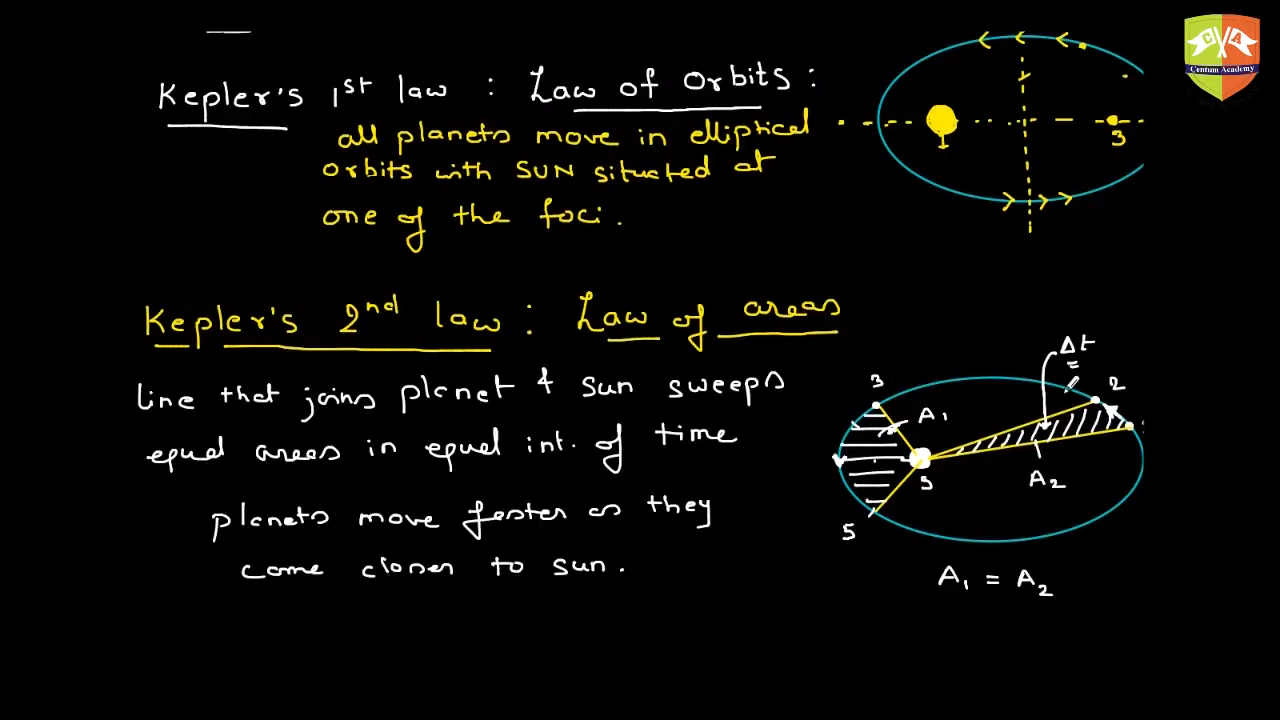 C A
Centum Academy
Kepler's 1st law : Law of Orbits :
all planets move in elliptical
orbits with SUN situated at
one of the foci.
1
3
Kepler's 2nd law : Law of areas
line that joins planet & sun sweeps
equal areas in equal int. of time
planets move faster as they
come closer to sun.
Δt
3
2
A1
S
A2
5
A1 = A2